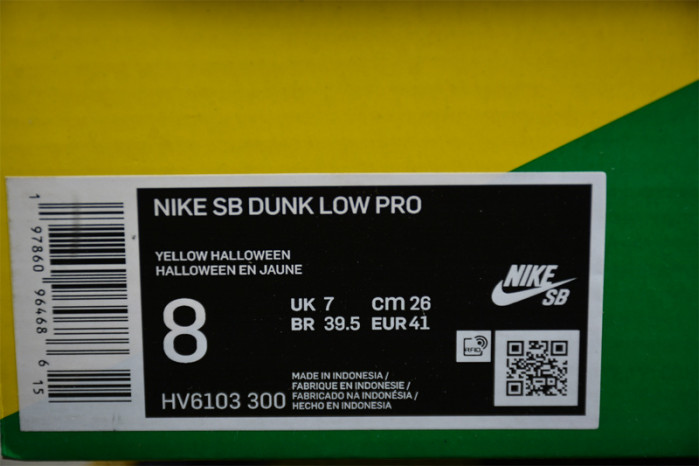 NIKE SB DUNK LOW PRO
YELLOW HALLOWEEN
HALLOWEEN EN JAUNE
8
UK 7 cm 26
BR 39.5 EUR 41
NIKE
SB
RFID
HV6103 300
MADE IN INDONESIA /
FABRIQUE EN INDONESIE /
FABRICADO NA INDONÉSIA /
HECHO EN INDONESIA
1 97860 96468 6 15